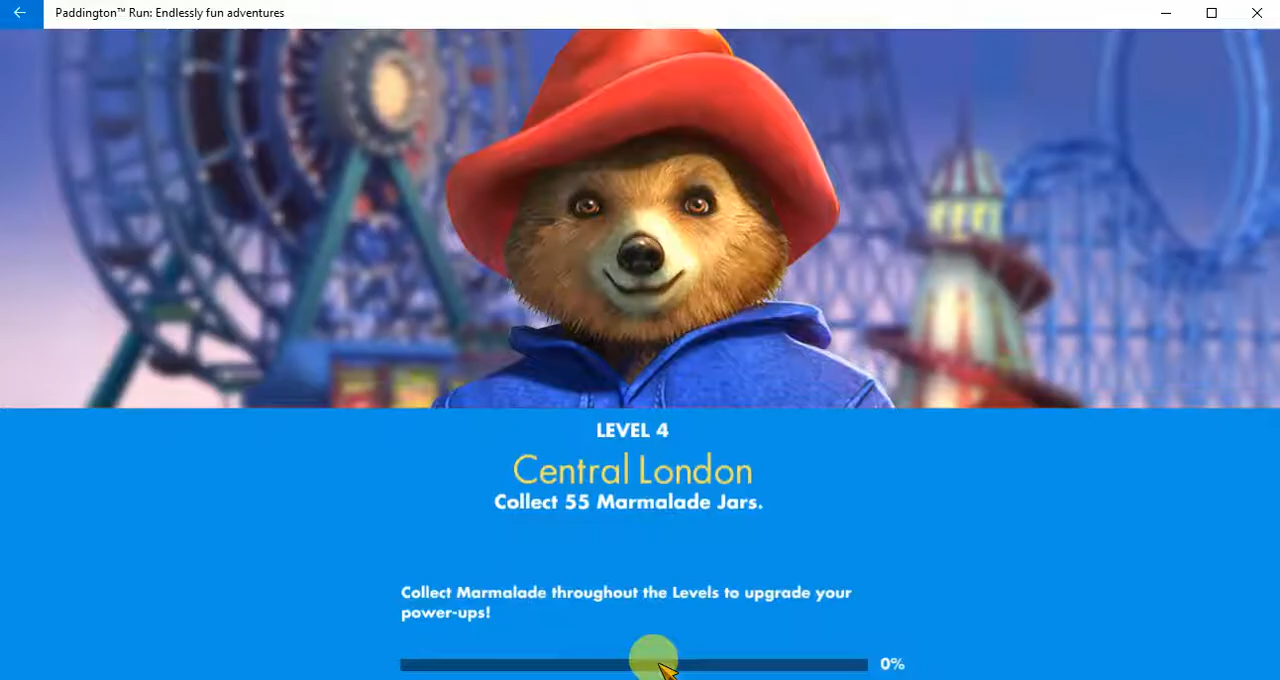 Paddington™ Run: Endlessly fun adventures
LEVEL 4
Central London
Collect 55 Marmalade Jars.
Collect Marmalade throughout the Levels to upgrade your
power-ups!
0%